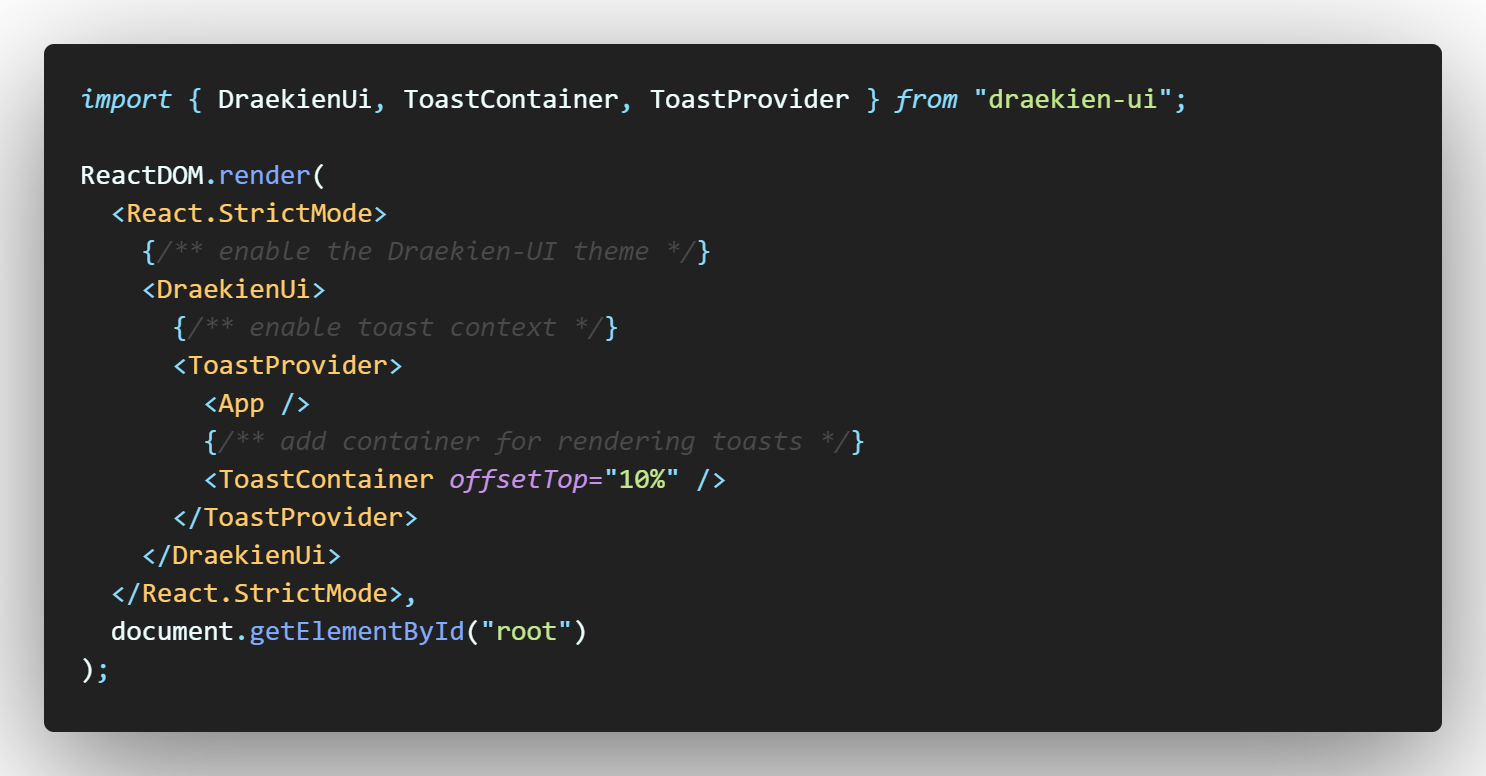 import { DraekienUi, ToastContainer, ToastProvider } from "draekien-ui";

ReactDOM.render(
  <React.StrictMode>
    {/** enable the Draekien-UI theme */}
    <DraekienUi>
      {/** enable toast context */}
      <ToastProvider>
        <App />
        {/** add container for rendering toasts */}
        <ToastContainer offsetTop="10%" />
      </ToastProvider>
    </DraekienUi>
  </React.StrictMode>,
  document.getElementById("root")
);